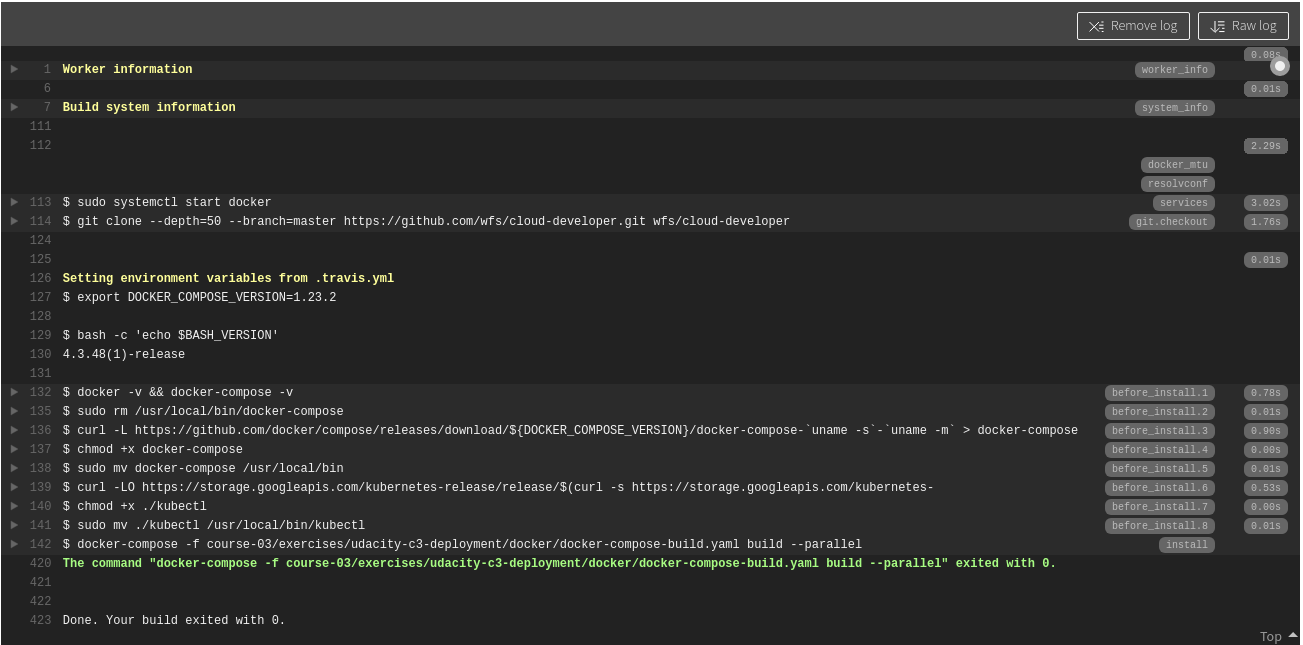 Remove log Raw log
0.08s
1 Worker information worker_info
6 0.01s
7 Build system information system_info
111
112 2.29s
docker_mtu
resolvconf
113 $ sudo systemctl start docker services 3.02s
114 $ git clone --depth=50 --branch=master https://github.com/wfs/cloud-developer.git wfs/cloud-developer git.checkout 1.76s
124
125 0.01s
126 Setting environment variables from .travis.yml
127 $ export DOCKER_COMPOSE_VERSION=1.23.2
128
129 $ bash -c 'echo $BASH_VERSION'
130 4.3.48(1)-release
131
132 $ docker -v && docker-compose -v before_install.1 0.78s
135 $ sudo rm /usr/local/bin/docker-compose before_install.2 0.01s
136 $ curl -L https://github.com/docker/compose/releases/download/${DOCKER_COMPOSE_VERSION}/docker-compose-`uname -s`-`uname -m` > docker-compose before_install.3 0.90s
137 $ chmod +x docker-compose before_install.4 0.00s
138 $ sudo mv docker-compose /usr/local/bin before_install.5 0.01s
139 $ curl -LO https://storage.googleapis.com/kubernetes-release/release/$(curl -s https://storage.googleapis.com/kubernetes- before_install.6 0.53s
140 $ chmod +x ./kubectl before_install.7 0.00s
141 $ sudo mv ./kubectl /usr/local/bin/kubectl before_install.8 0.01s
142 $ docker-compose -f course-03/exercises/udacity-c3-deployment/docker/docker-compose-build.yaml build --parallel install
420 The command "docker-compose -f course-03/exercises/udacity-c3-deployment/docker/docker-compose-build.yaml build --parallel" exited with 0.
421
422
423 Done. Your build exited with 0.
Top